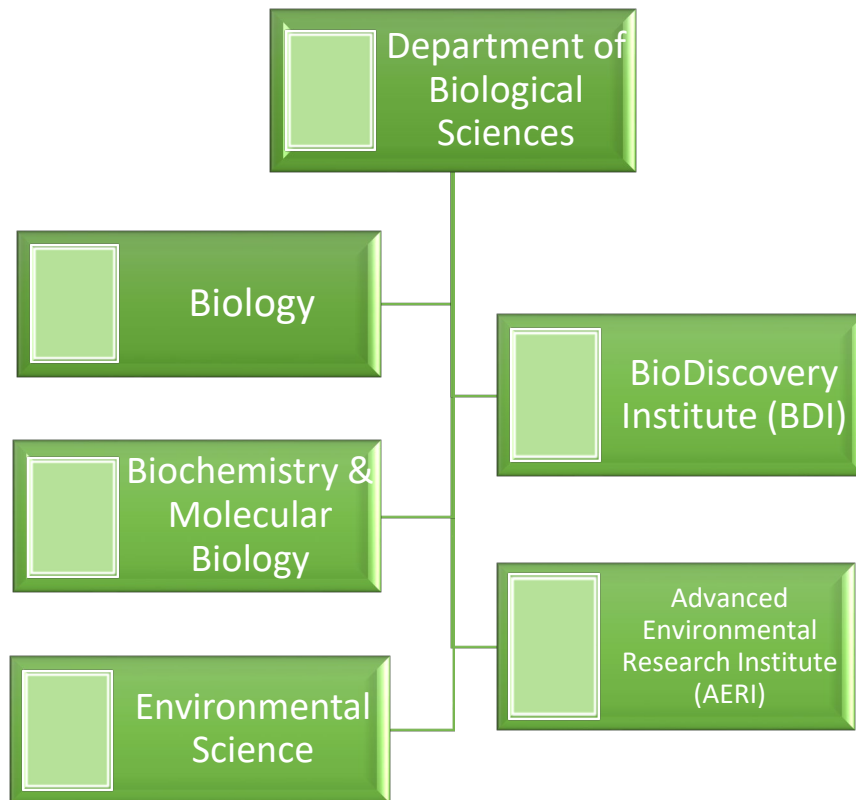 Department of
Biological
Sciences
Biology
BioDiscovery
Institute (BDI)
Biochemistry &
Molecular
Biology
Advanced
Environmental
Research Institute
(AERI)
Environmental
Science